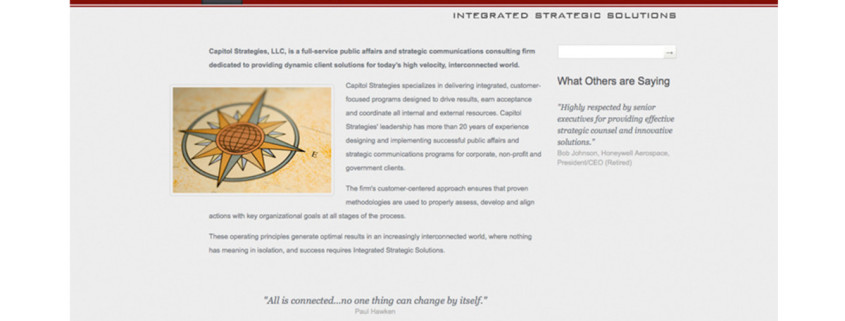 INTEGRATED STRATEGIC SOLUTIONS
Capitol Strategies, LLC, is a full-service public affairs and strategic communications consulting firm
dedicated to providing dynamic client solutions for today's high velocity, interconnected world.
Capitol Strategies specializes in delivering integrated, customer-
focused programs designed to drive results, earn acceptance
and coordinate all internal and external resources. Capitol
Strategies' leadership has more than 20 years of experience
designing and implementing successful public affairs and
strategic communications programs for corporate, non-profit and
government clients.
E
The firm's customer-centered approach ensures that proven
methodologies are used to properly assess, develop and align
actions with key organizational goals at all stages of the process.
These operating principles generate optimal results in an increasingly interconnected world, where nothing
has meaning in isolation, and success requires Integrated Strategic Solutions.
"All is connected...no one thing can change by itself."
Paul Hawken
What Others are Saying
"Highly respected by senior
executives for providing effective
strategic counsel and innovative
solutions."
Bob Johnson, Honeywell Aerospace,
President/CEO (Retired)